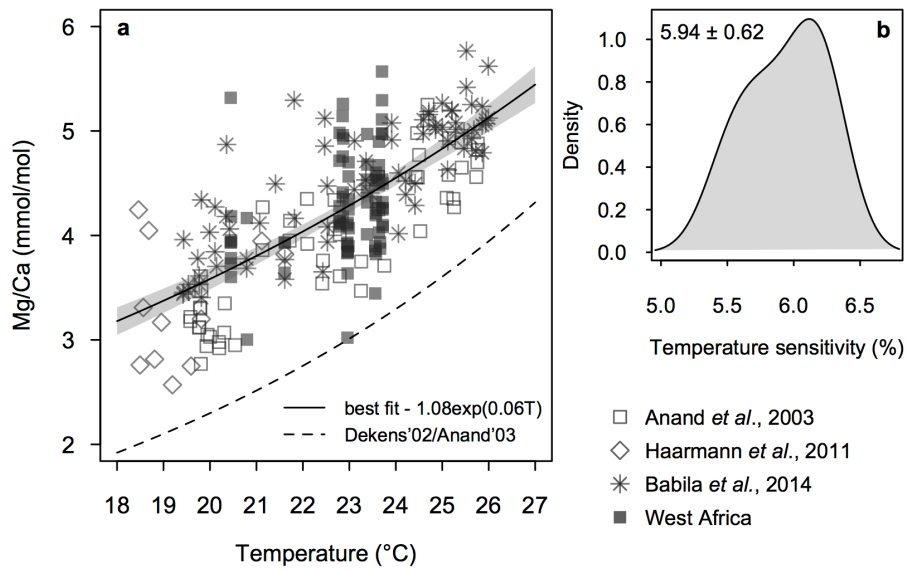 a
Mg/Ca (mmol/mol)
6
5
4
3
2
best fit - 1.08exp(0.06T)
Dekens'02/Anand'03
18 19 20 21 22 23 24 25 26 27
Temperature (°C)
5.94 ± 0.62
b
Density
1.0
0.8
0.6
0.4
0.2
0.0
5.0 5.5 6.0 6.5
Temperature sensitivity (%)
Anand et al., 2003
Haarmann et al., 2011
Babila et al., 2014
West Africa